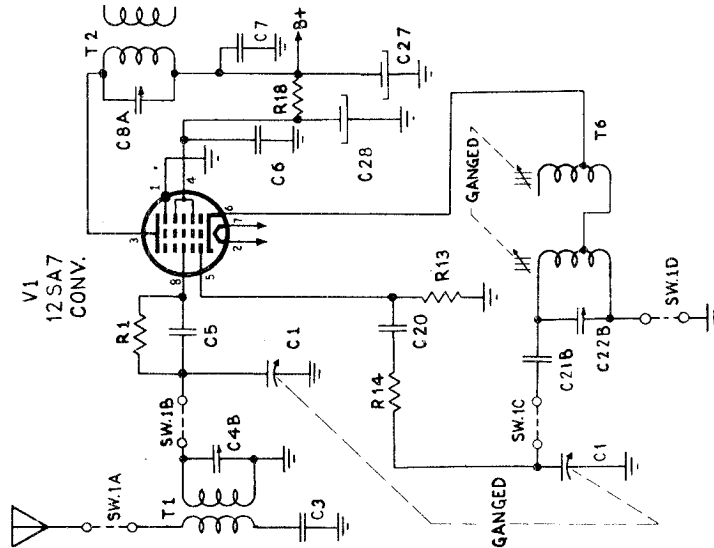 T2
C8A
C7
B+
R18
C27
C6
C28
1
4
3
8
5
6
7
2
V1
12SA7
CONV.
R1
C5
C1
SW.1B
C4B
SW.1A
T1
C3
GANGED
R13
C20
R14
GANGED
T6
C21B
C22B
SW.1C
SW.1D
C1